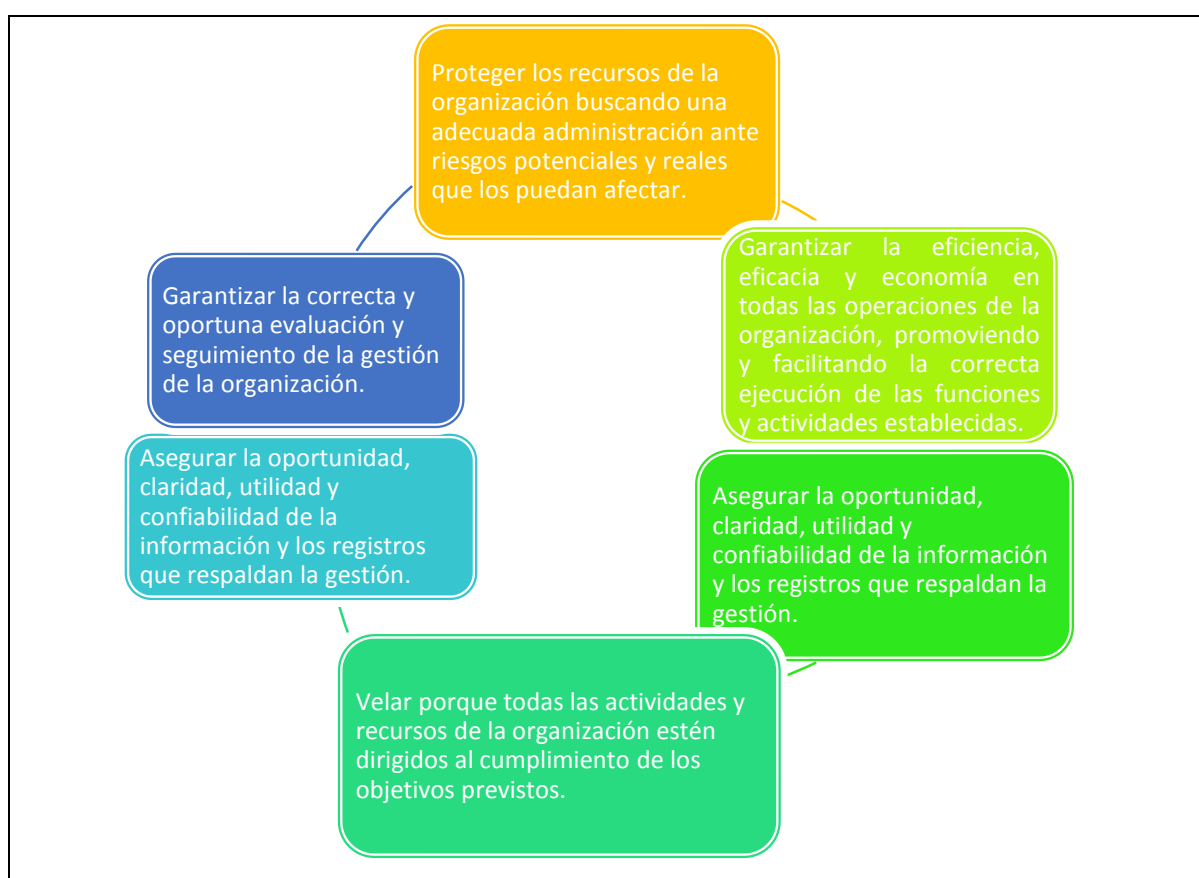 Proteger los recursos de la
organización buscando una
adecuada administración ante
riesgos potenciales y reales
que los puedan afectar.
Garantizar la eficiencia,
eficacia y economía en
todas las operaciones de la
organización, promoviendo
y facilitando la correcta
ejecución de las funciones
y actividades establecidas.
Asegurar la oportunidad,
claridad, utilidad y
confiabilidad de la información
y los registros que respaldan la
gestión.
Velar porque todas las actividades y
recursos de la organización estén
dirigidos al cumplimiento de los
objetivos previstos.
Asegurar la oportunidad,
claridad, utilidad y
confiabilidad de la
información y los registros
que respaldan la gestión.
Garantizar la correcta y
oportuna evaluación y
seguimiento de la gestión
de la organización.